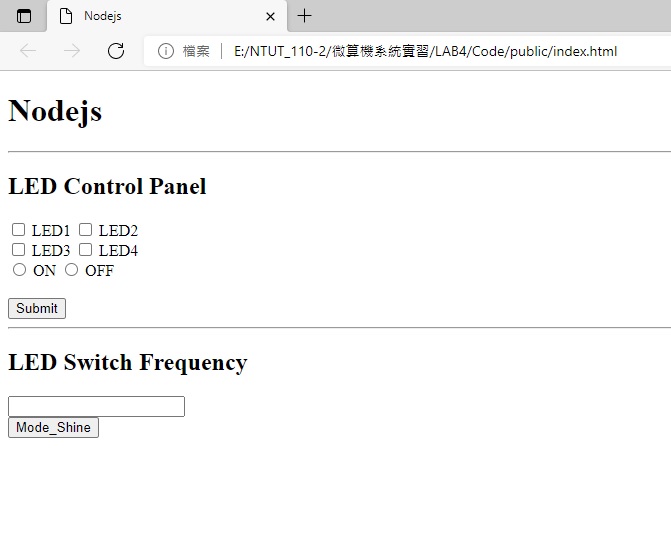 Nodejs
檔案 E:/NTUT_110-2/微算機系統實習/LAB4/Code/public/index.html
Nodejs
LED Control Panel
LED1 LED2
LED3 LED4
ON OFF
Submit
LED Switch Frequency
Mode_Shine